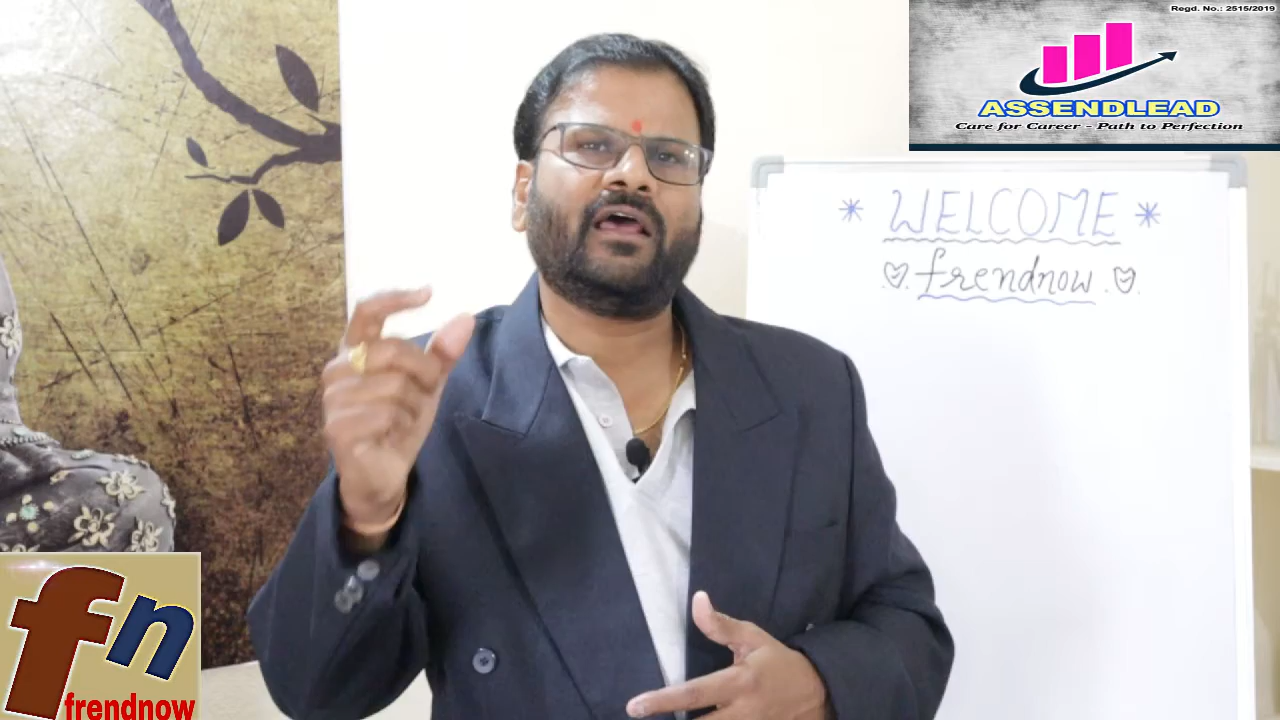 Regd. No.: 2515/2019
ASSENDLEAD
Care for Career - Path to Perfection
* WELCOME *
frendnow
fn
frendnow